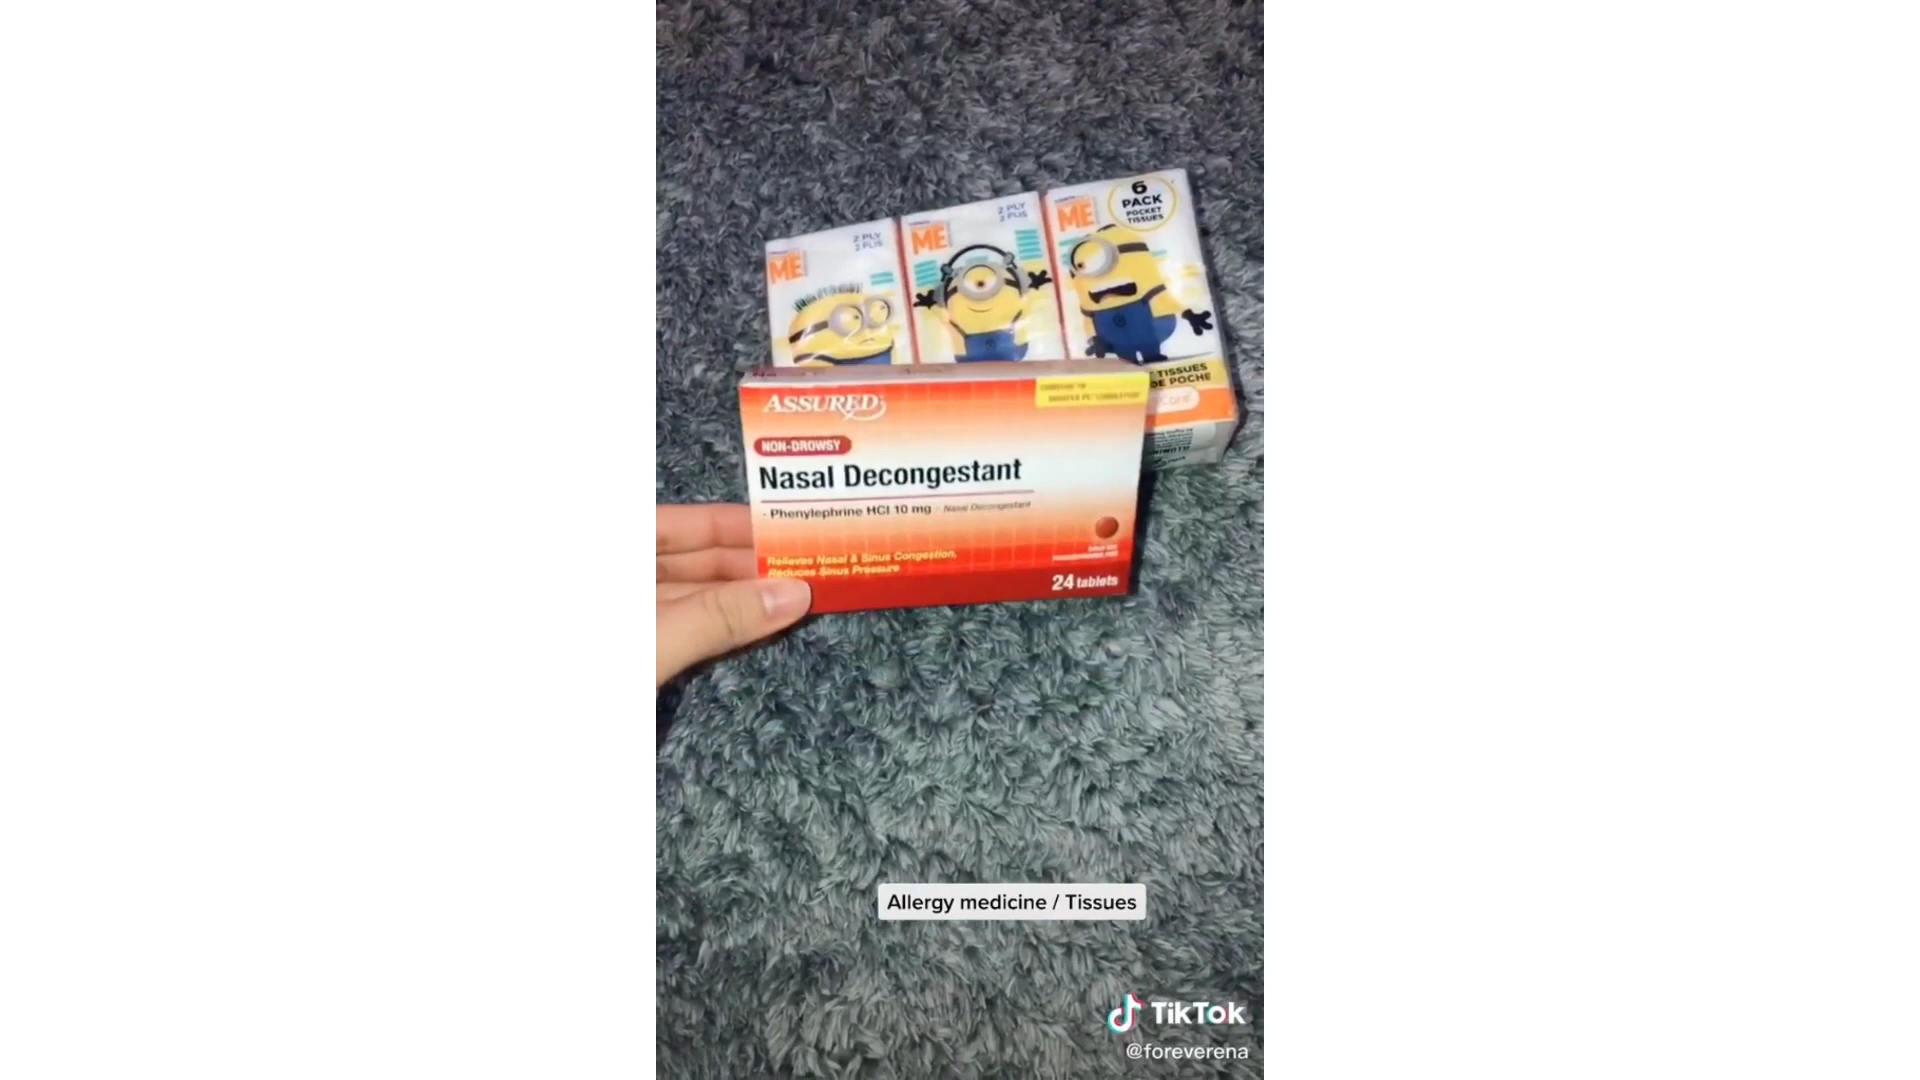 6
PACK
POCKET
TISSUES
2 PLY
2 PLIS
ME
2 PLY
2 PLIS
ME
ME
TISSUES
DE POCHE
Care
ASSURED
NON-DROWSY
Nasal Decongestant
· Phenylephrine HCl 10 mg - Nasal Decongestant
Relieves Nasal & Sinus Congestion,
Reduces Sinus Pressure
24 tablets
Allergy medicine / Tissues
TikTok
@foreverena